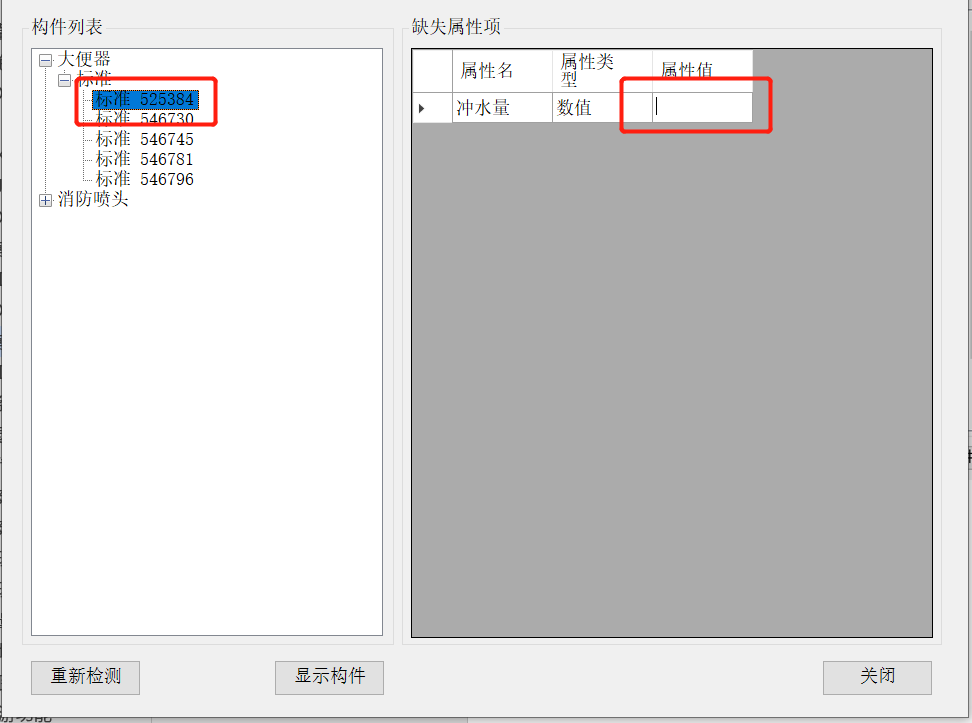 构件列表
大便器
标准
标准 525384
标准 546730
标准 546745
标准 546781
标准 546796
消防喷头
缺失属性项
属性名
属性类型
属性值
冲水量
数值
重新检测
显示构件
关闭